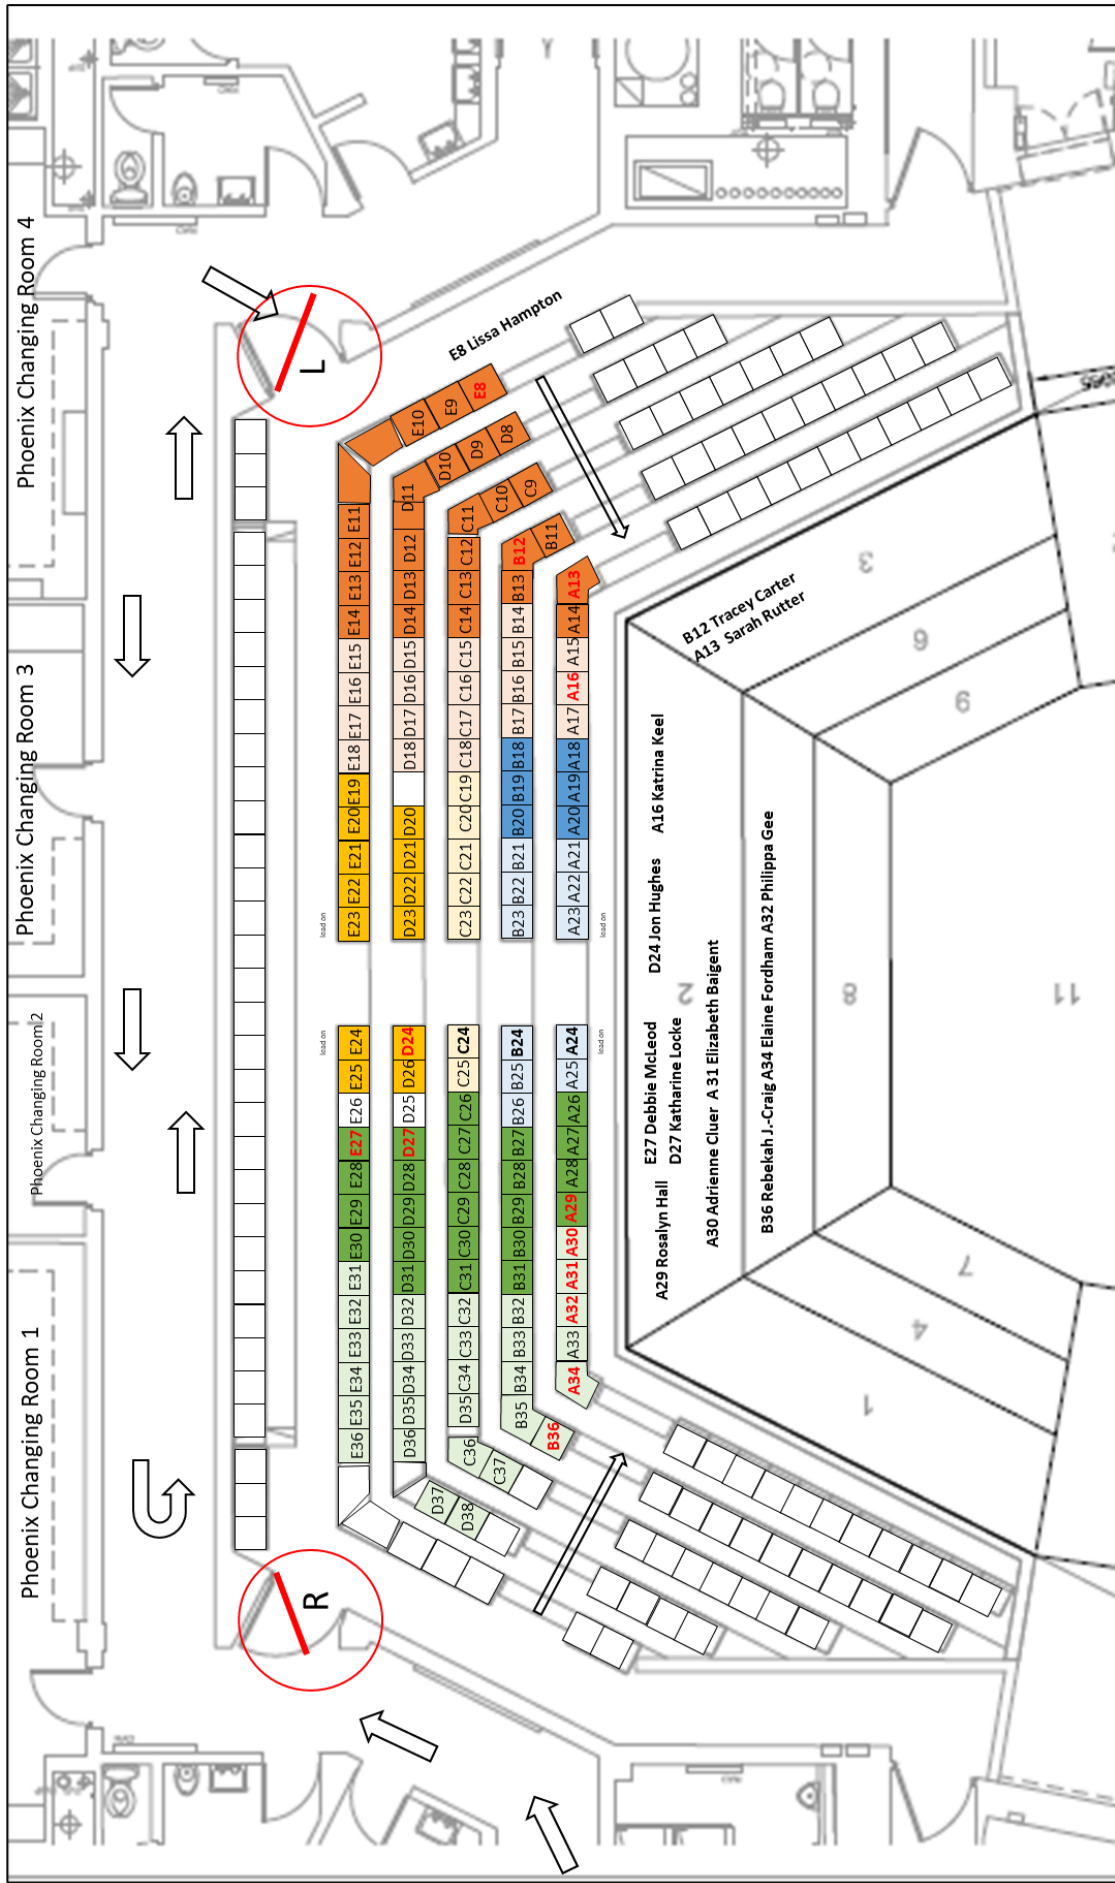 Phoenix Changing Room 1
Phoenix Changing Room 2
Phoenix Changing Room 3
Phoenix Changing Room 4
R
L
E36 E35 E34 E33 E32 E31 E30 E29 E28 E27 E26 E25 E24
E23 E22 E21 E20 E19 E18 E17 E16 E15 E14 E13 E12 E11
E10 E9 E8
D38 D37 D36 D35 D34 D33 D32 D31 D30 D29 D28 D27 D25 D26 D24
D23 D22 D21 D20 D18 D17 D16 D15 D14 D13 D12 D11 D10 D9 D8
C37 C36 D35 C34 C33 C32 C31 C30 C29 C28 C27 C26 C25 C24
C23 C22 C21 C20 C19 C18 C17 C16 C15 C14 C13 C12 C11 C10 C9
B36 B35 B34 B33 B32 B31 B30 B29 B28 B27 B26 B25 B24
B23 B22 B21 B20 B19 B18 B17 B16 B15 B14 B13 B12 B11
A34 A33 A32 A31 A30 A29 A28 A27 A26 A25 A24
A23 A22 A21 A20 A19 A18 A17 A16 A15 A14 A13
load on
load on
load on
load on
E8 Lissa Hampton
B12 Tracey Carter
A13 Sarah Rutter
E27 Debbie McLeod
D24 Jon Hughes
A16 Katrina Keel
A29 Rosalyn Hall
D27 Katharine Locke
A30 Adrienne Cluer A 31 Elizabeth Baigent
B36 Rebekah J.-Craig A34 Elaine Fordham A32 Philippa Gee
1
2
3
4
6
7
8
9
11